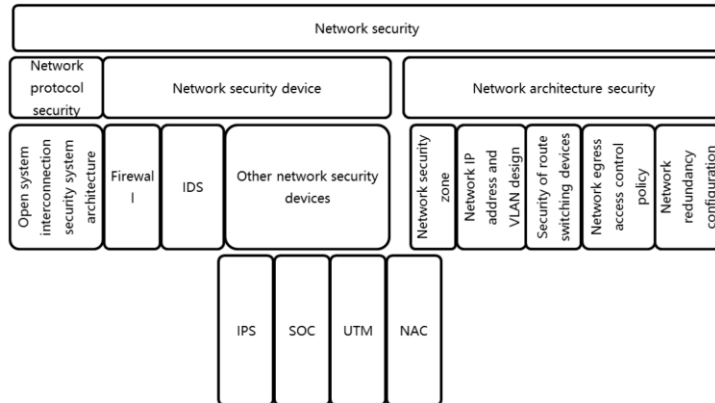 Network security
Network
protocol
security
Network security device
Network architecture security
Open system
interconnection
security system
architecture
Firewal
l
IDS
Other network security
devices
Network security
zone
Network IP
address and
VLAN design
Security of route
switching devices
Network egress
access control
policy
Network
redundancy
configuration
IPS
SOC
UTM
NAC